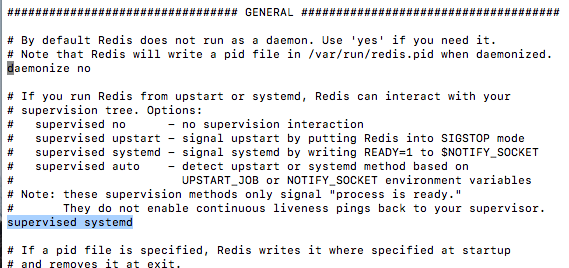 ################################# GENERAL #####################################
# By default Redis does not run as a daemon. Use 'yes' if you need it.
# Note that Redis will write a pid file in /var/run/redis.pid when daemonized.
daemonize no
# If you run Redis from upstart or systemd, Redis can interact with your
# supervision tree. Options:
#   supervised no      - no supervision interaction
#   supervised upstart - signal upstart by putting Redis into SIGSTOP mode
#   supervised systemd - signal systemd by writing READY=1 to $NOTIFY_SOCKET
#   supervised auto    - detect upstart or systemd method based on
#                        UPSTART_JOB or NOTIFY_SOCKET environment variables
# Note: these supervision methods only signal "process is ready."
#       They do not enable continuous liveness pings back to your supervisor.
supervised systemd
# If a pid file is specified, Redis writes it where specified at startup
# and removes it at exit.